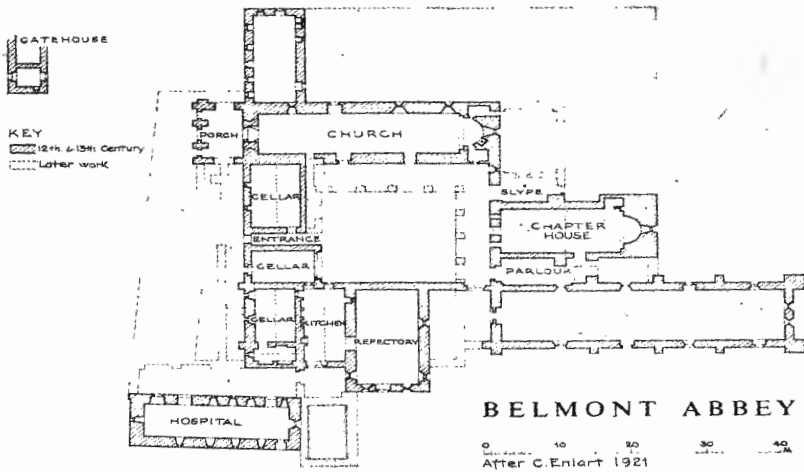 GATEHOUSE
KEY
12th. & 13th Century
Later work
PORCH
CHURCH
CELLAR
SLYPE
CHAPTER
HOUSE
ENTRANCE
CELLAR
PARLOUR
CELLAR
KITCHEN
REFECTORY
HOSPITAL
BELMONT ABBEY
0 10 20 30 40
M
After C. Enlart 1921